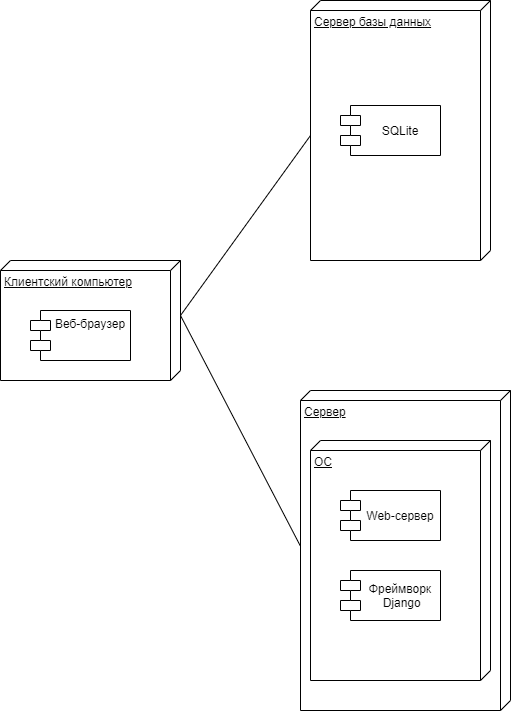 Сервер базы данных
SQLite
Клиентский компьютер
Веб-браузер
Сервер
ОС
Web-сервер
Фреймворк
Django